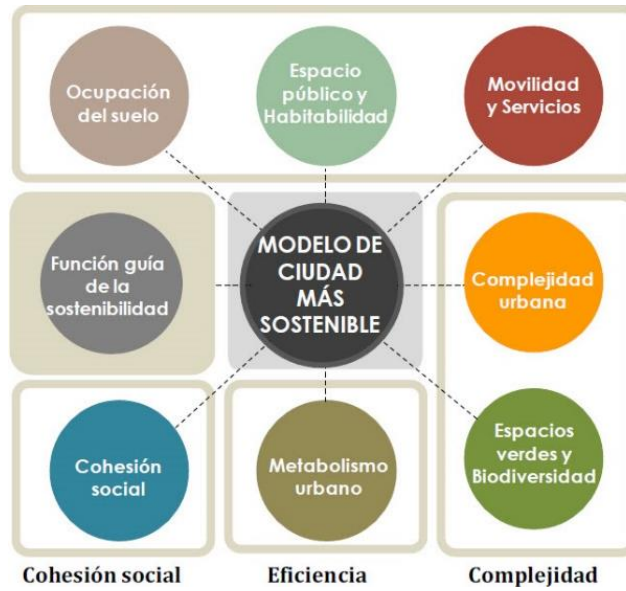 Ocupación
del suelo
Espacio
público y
Habitabilidad
Movilidad
y Servicios
Función guía
de la
sostenibilidad
MODELO DE
CIUDAD
MÁS
SOSTENIBLE
Complejidad
urbana
Cohesión
social
Metabolismo
urbano
Espacios
verdes y
Biodiversidad
Cohesión social
Eficiencia
Complejidad